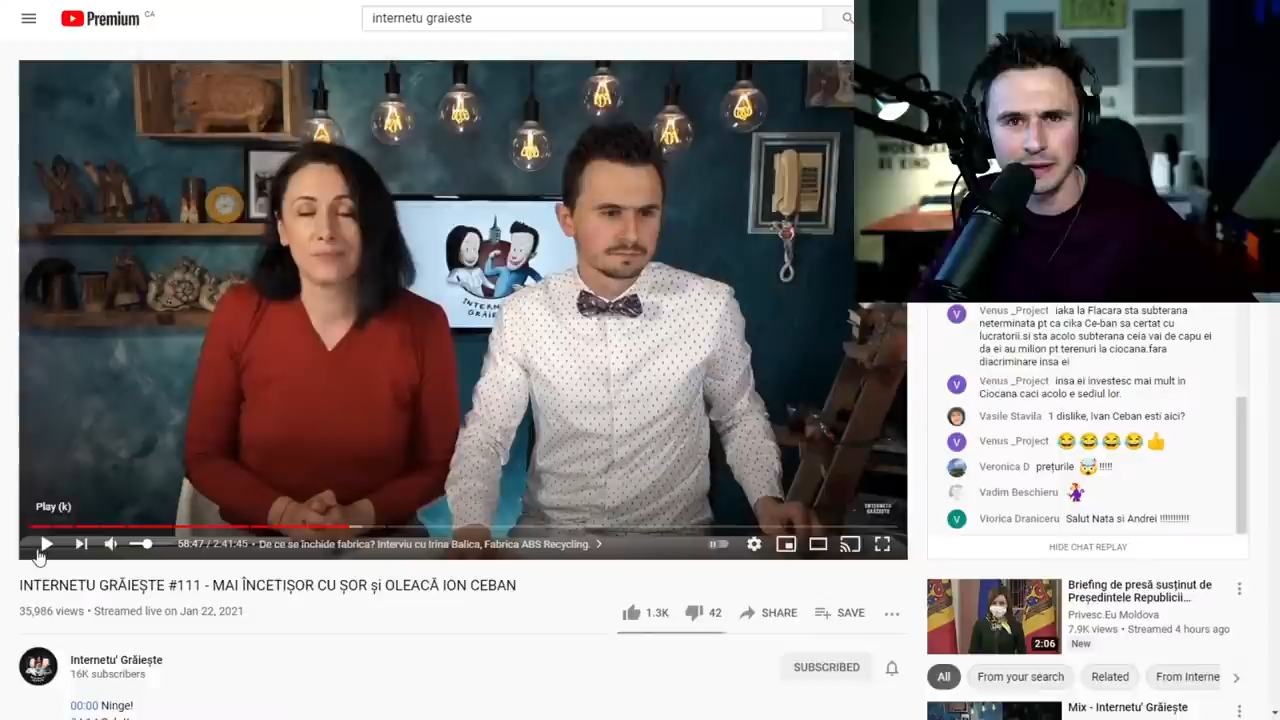 Premium CA
internetu graieste
WORK HARD
BE KIND
INTERNETU
GRĂIEȘTE
Play (k)
INTERNETU
GRĂIEȘTE
58:47 / 2:41:45 • De ce se închide fabrica? Interviu cu Irina Balica, Fabrica ABS Recycling.
INTERNETU GRĂIEȘTE #111 - MAI ÎNCETIȘOR CU ȘOR și OLEACĂ ION CEBAN
35,986 views • Streamed live on Jan 22, 2021
1.3K
42
SHARE
SAVE
Internetu' Grăiește
16K subscribers
SUBSCRIBED
00:00 Ninge!
V
Venus _Project iaka la Flacara sta subterana
neterminata pt ca cika Ce-ban sa certat cu
lucratorii.si sta acolo subterana ceia vai de capu ei
da ei au milion pt terenuri la ciocana.fara
diacriminare insa ei
V
Venus _Project insa ei investesc mai mult in
Ciocana caci acolo e sediul lor.
Vasile Stavila 1 dislike, Ivan Ceban esti aici?
V
Venus _Project 😂😂😂😂👍
Veronica D prețurile 🤯!!!!!
Vadim Beschieru 🤷‍♀️
V
Viorica Draniceru Salut Nata si Andrei !!!!!!!!!!!
HIDE CHAT REPLAY
Briefing de presă susținut de
Președintele Republicii...
Privesc.Eu Moldova
7.9K views • Streamed 4 hours ago
New
2:06
All
From your search
Related
From Interne
Mix - Internetu' Grăiește